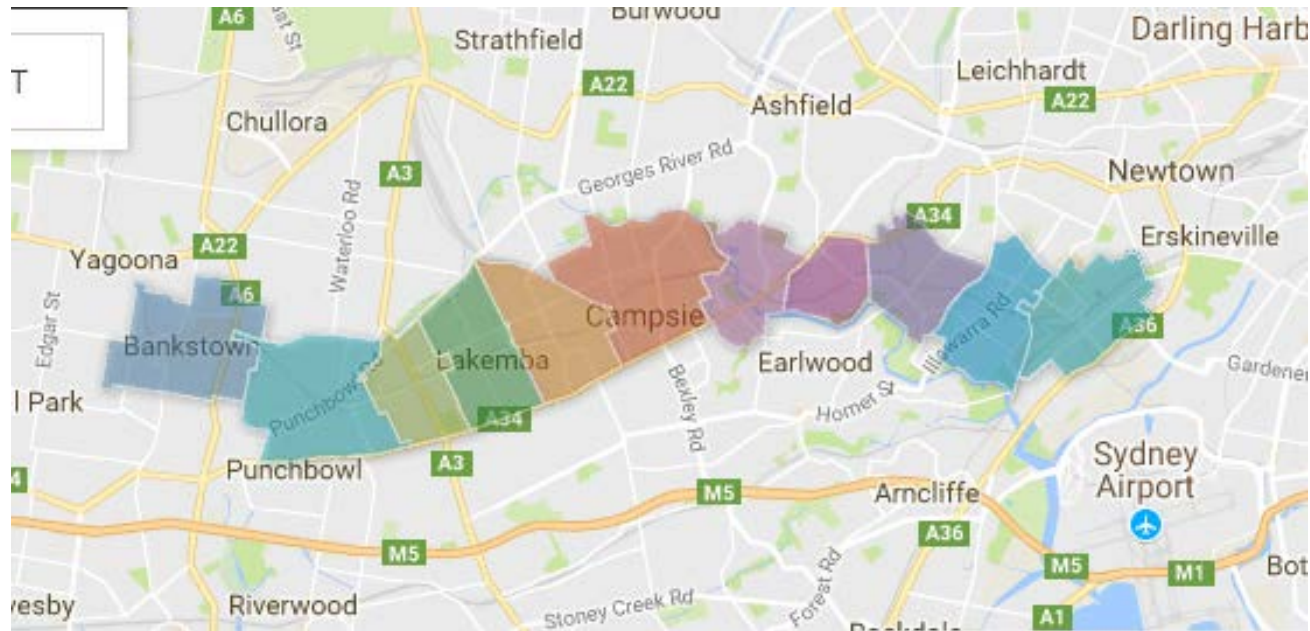 A6
Burwood
Darling Harb
Strathfield
T
Leichhardt
A22
A22
Ashfield
Chullora
Georges River Rd
A3
Newtown
Waterloo Rd
A34
Erskineville
A22
Yagoona
A6
Edgar St
Campsie
Illawarra Rd
A36
Bankstown
Lakemba
Earlwood
Gardener
Punchbowl Rd
l Park
Bexley Rd
Homer St
A34
Punchbowl
A3
Sydney
Airport
4
M5
Arncliffe
A36
M5
M5
M1
Bot
Forest Rd
vesby
Riverwood
Stoney Creek Rd
A1